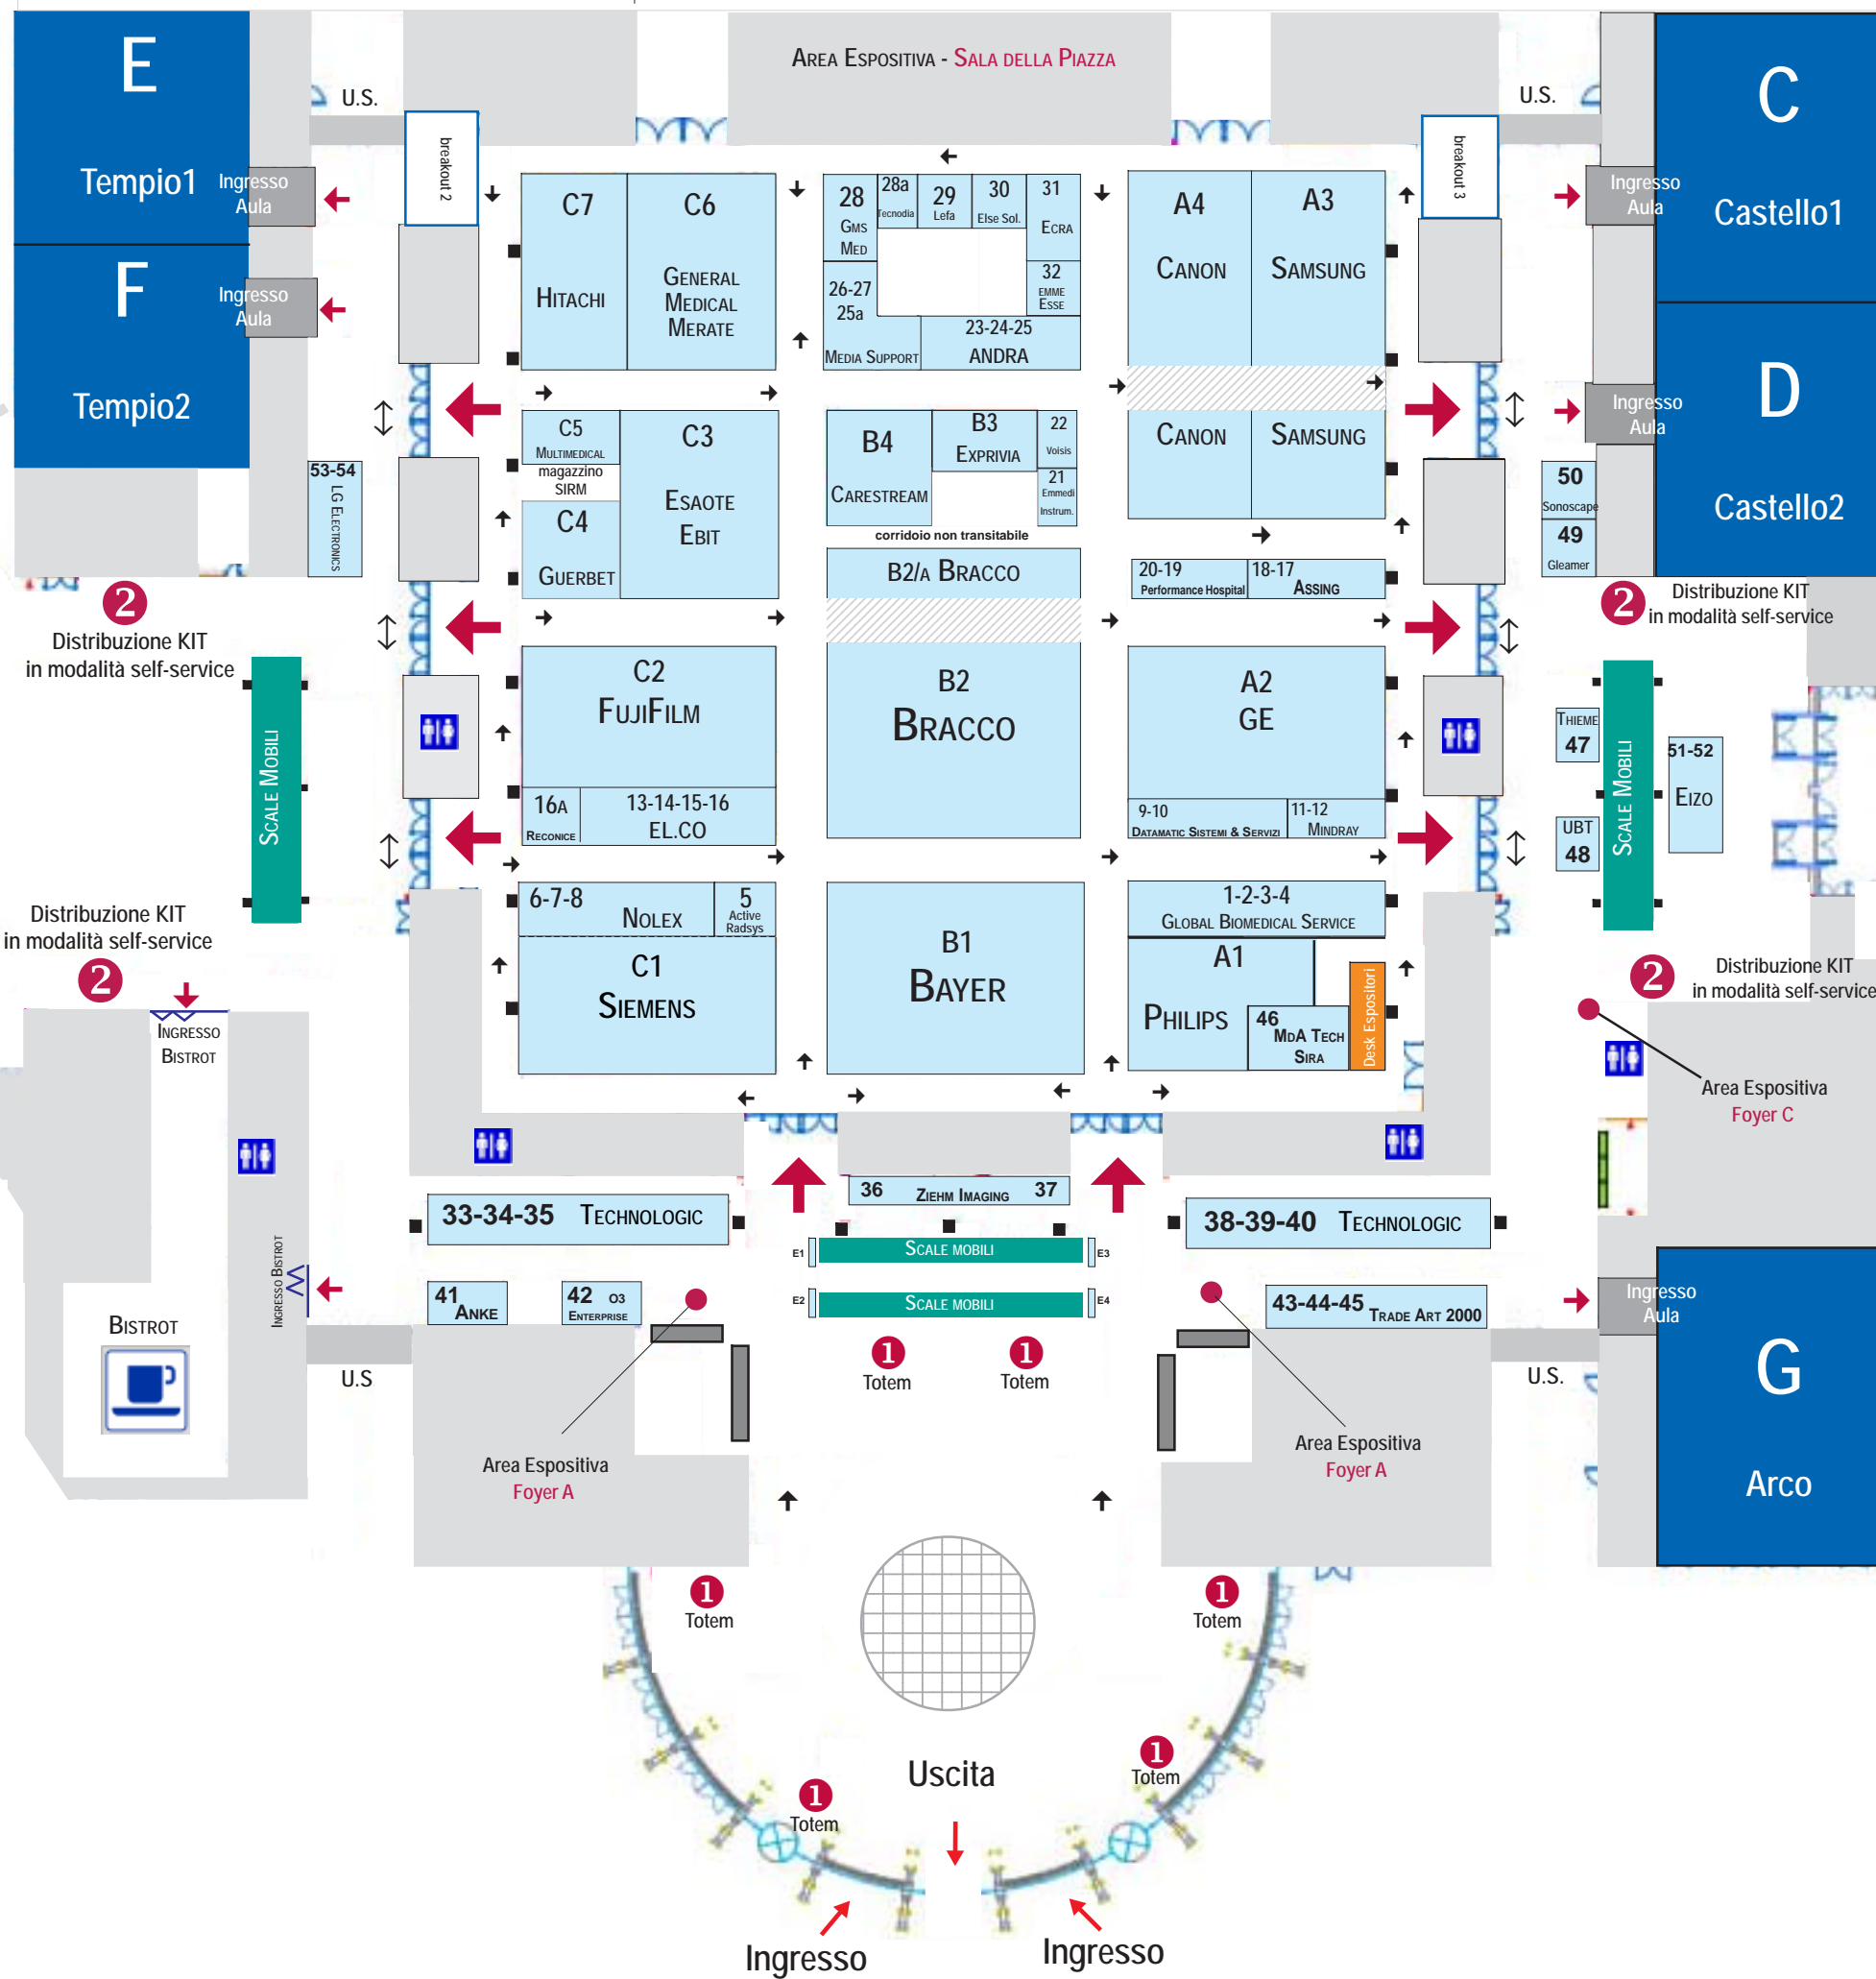 AREA ESPOSITIVA - SALA DELLA PIAZZA
E
Tempio1
Ingresso
Aula
U.S.
breakout 2
F
Tempio2
Ingresso
Aula
C7
HITACHI
C6
GENERAL
MEDICAL
MERATE
28
GMS
MED
28a
Tecnodia
29
Lefa
30
Else Sol.
31
ECRA
32
EMME
ESSE
26-27
25a
MEDIA SUPPORT
23-24-25
ANDRA
A4
CANON
A3
SAMSUNG
breakout 3
U.S.
C
Castello1
Ingresso
Aula
D
Castello2
Ingresso
Aula
53-54
LG ELECTRONICS
C5
MULTIMEDICAL
magazzino
SIRM
C4
GUERBET
C3
ESAOTE
EBIT
B4
CARESTREAM
B3
EXPRIVIA
22
Voisis
21
Emmedi
Instrum.
corridoio non transitabile
CANON
SAMSUNG
50
Sonoscape
49
Gleamer
2
Distribuzione KIT
in modalità self-service
B2/A BRACCO
20-19
Performance Hospital
18-17
ASSING
2
Distribuzione KIT
in modalità self-service
SCALE MOBILI
C2
FUJIFILM
16A
RECONICE
13-14-15-16
EL.CO
B2
BRACCO
A2
GE
9-10
DATAMATIC SISTEMI & SERVIZI
11-12
MINDRAY
THIEME
47
UBT
48
SCALE MOBILI
51-52
EIZO
Distribuzione KIT
in modalità self-service
2
6-7-8
NOLEX
5
Active
Radsys
C1
SIEMENS
B1
BAYER
1-2-3-4
GLOBAL BIOMEDICAL SERVICE
A1
PHILIPS
46
MDA TECH
SIRA
Desk Espositori
2
Distribuzione KIT
in modalità self-service
Area Espositiva
Foyer C
INGRESSO
BISTROT
33-34-35 TECHNOLOGIC
36 ZIEHM IMAGING 37
38-39-40 TECHNOLOGIC
E1
SCALE MOBILI
E3
E2
SCALE MOBILI
E4
INGRESSO BISTROT
41
ANKE
42 O3
ENTERPRISE
43-44-45 TRADE ART 2000
Ingresso
Aula
BISTROT
U.S
1
Totem
1
Totem
U.S.
G
Arco
Area Espositiva
Foyer A
Area Espositiva
Foyer A
1
Totem
1
Totem
Uscita
1
Totem
1
Totem
Ingresso
Ingresso